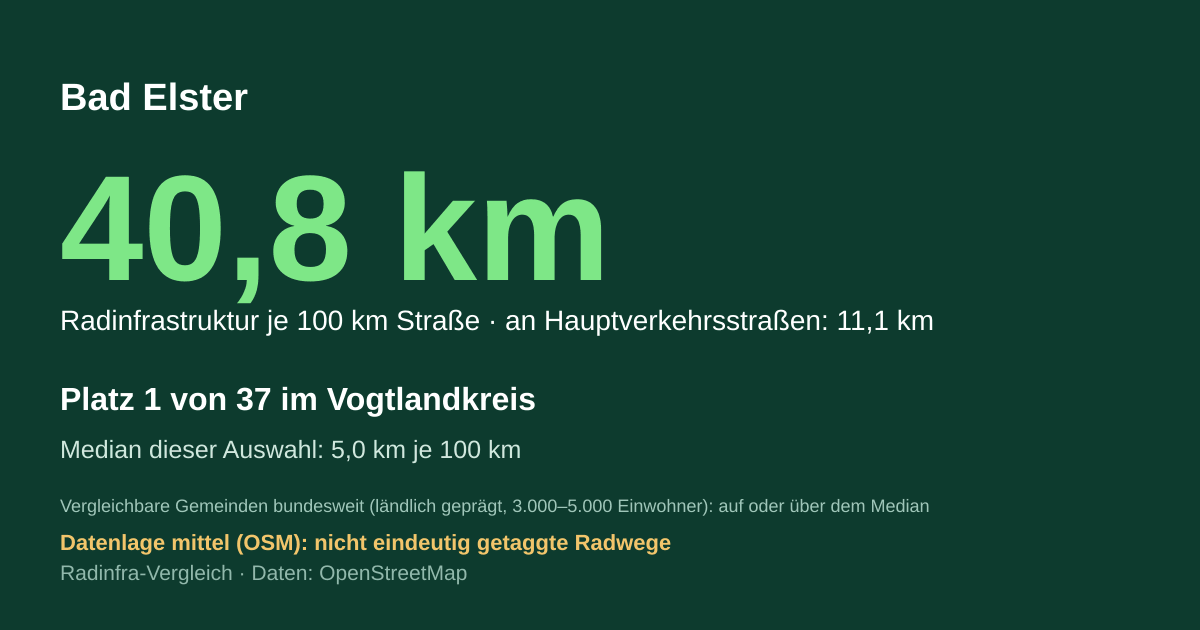 Bad Elster
40,8 km
Radinfrastruktur je 100 km Straße · an Hauptverkehrsstraßen: 11,1 km
Platz 1 von 37 im Vogtlandkreis
Median dieser Auswahl: 5,0 km je 100 km
Vergleichbare Gemeinden bundesweit (ländlich geprägt, 3.000–5.000 Einwohner): auf oder über dem Median
Datenlage mittel (OSM): nicht eindeutig getaggte Radwege
Radinfra-Vergleich · Daten: OpenStreetMap